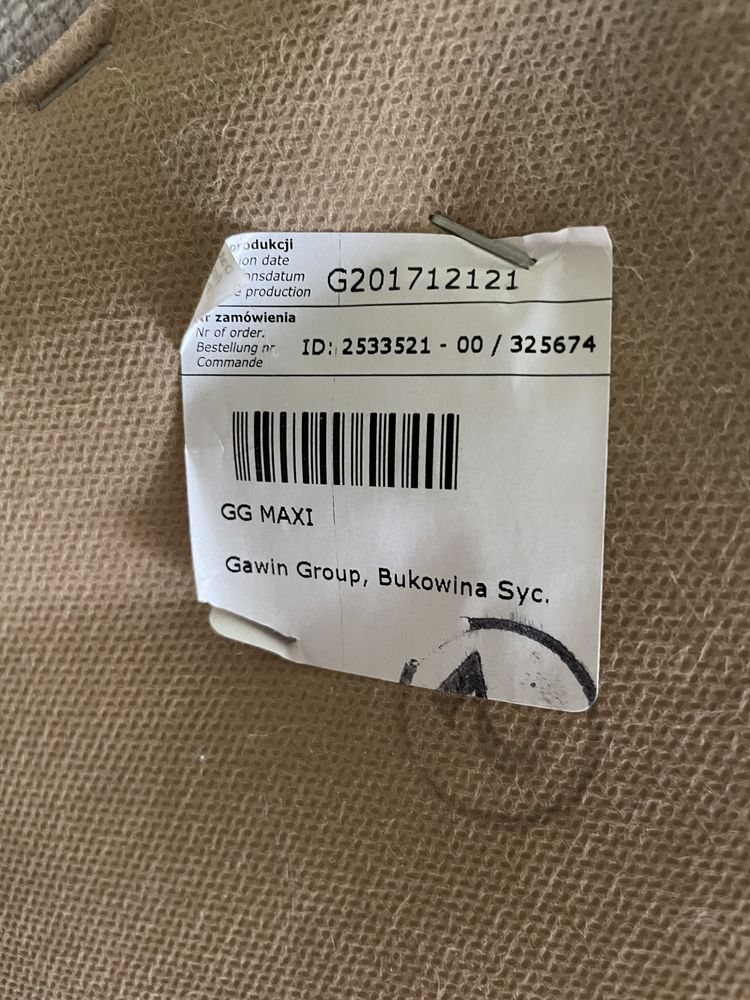 produkcji
ion date
onsdatum
e production
G201712121
Nr zamówienia
Nr of order.
Bestellung nr
Commande
ID: 2533521 - 00 / 325674
GG MAXI
Gawin Group, Bukowina Syc.